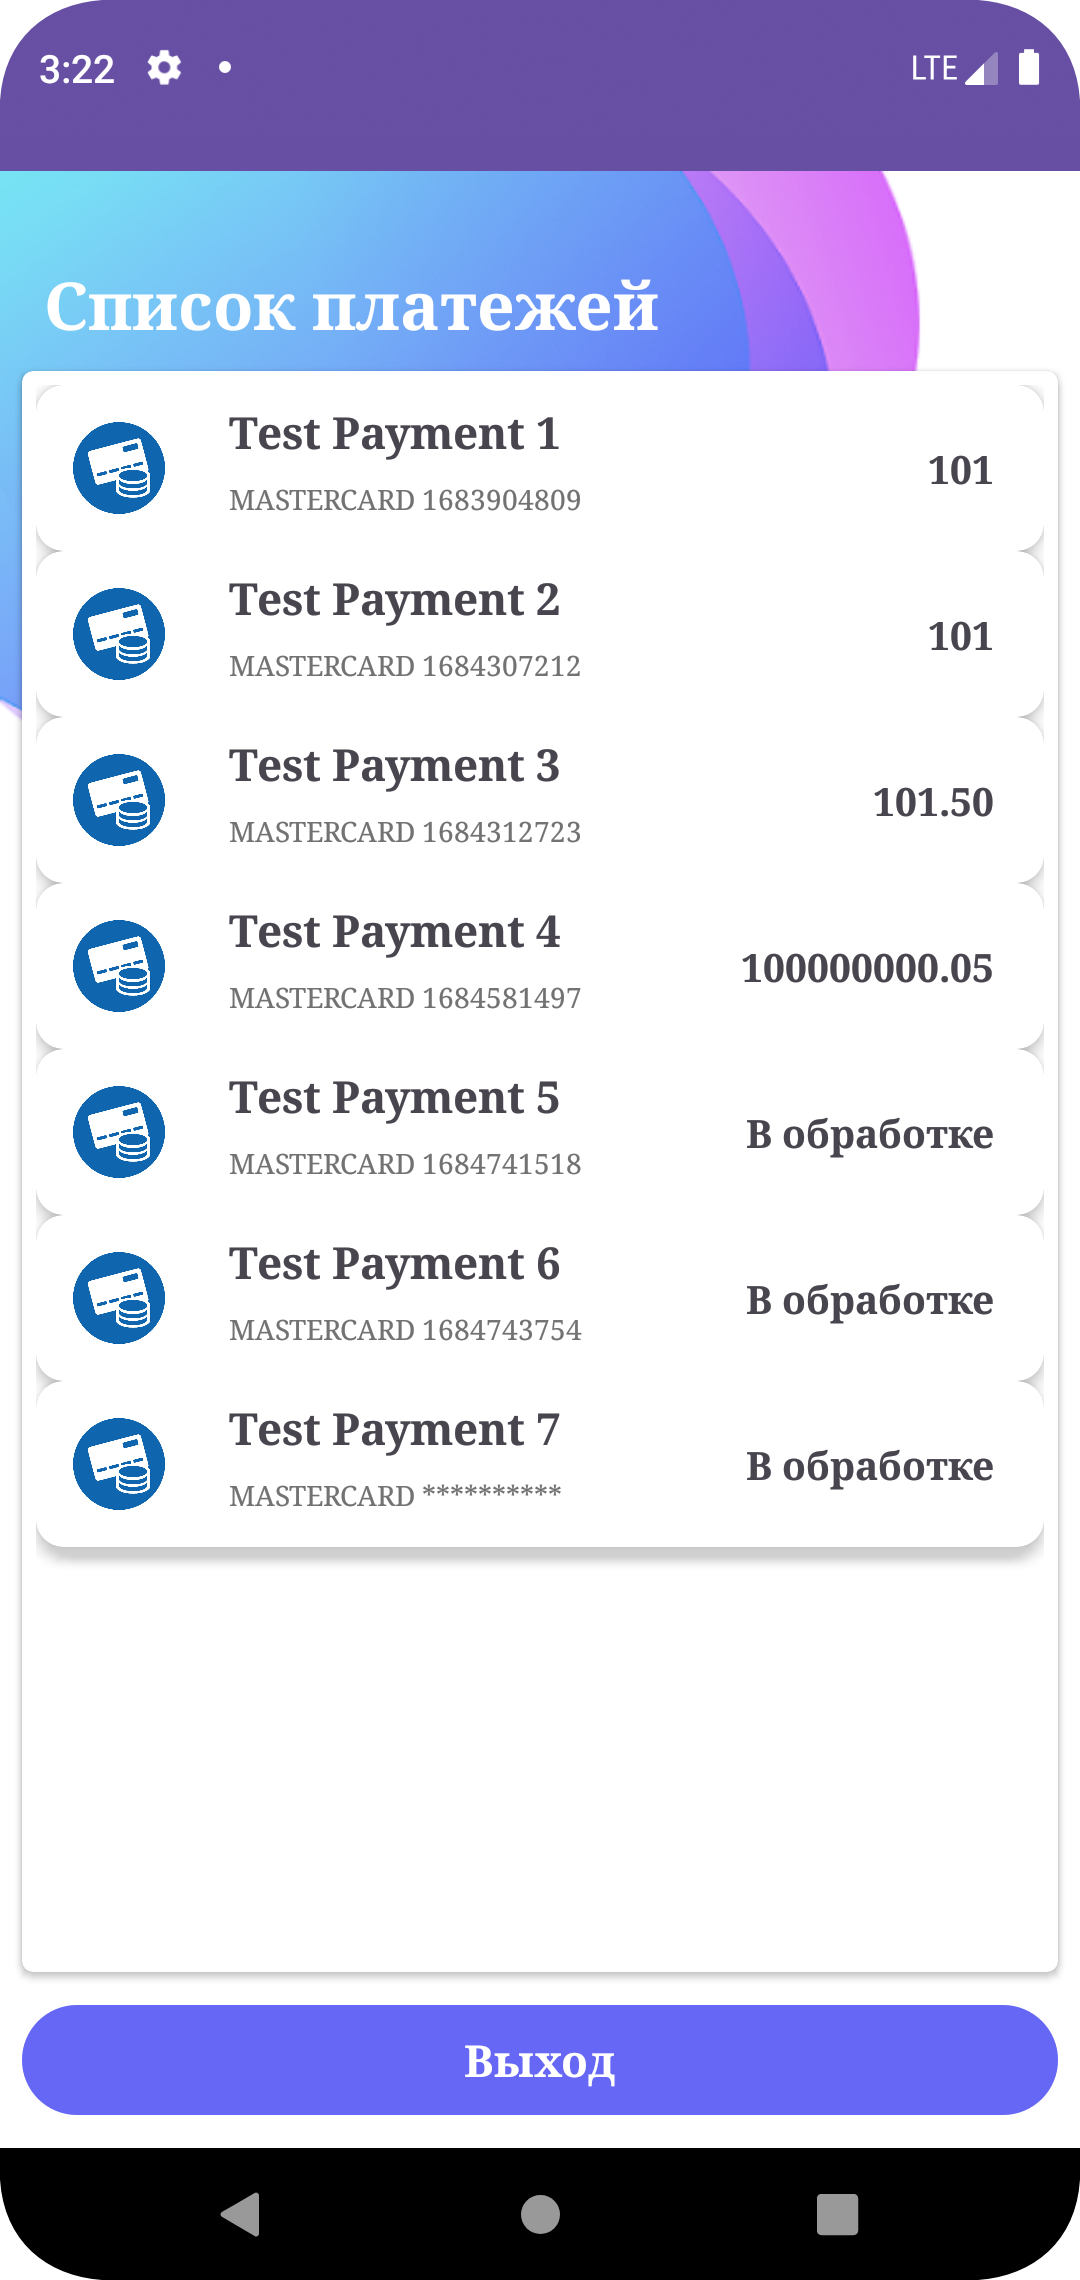 3:22 LTE
Список платежей
Test Payment 1
MASTERCARD 1683904809
101
Test Payment 2
MASTERCARD 1684307212
101
Test Payment 3
MASTERCARD 1684312723
101.50
Test Payment 4
MASTERCARD 1684581497
100000000.05
Test Payment 5
MASTERCARD 1684741518
В обработке
Test Payment 6
MASTERCARD 1684743754
В обработке
Test Payment 7
MASTERCARD **********
В обработке
Выход